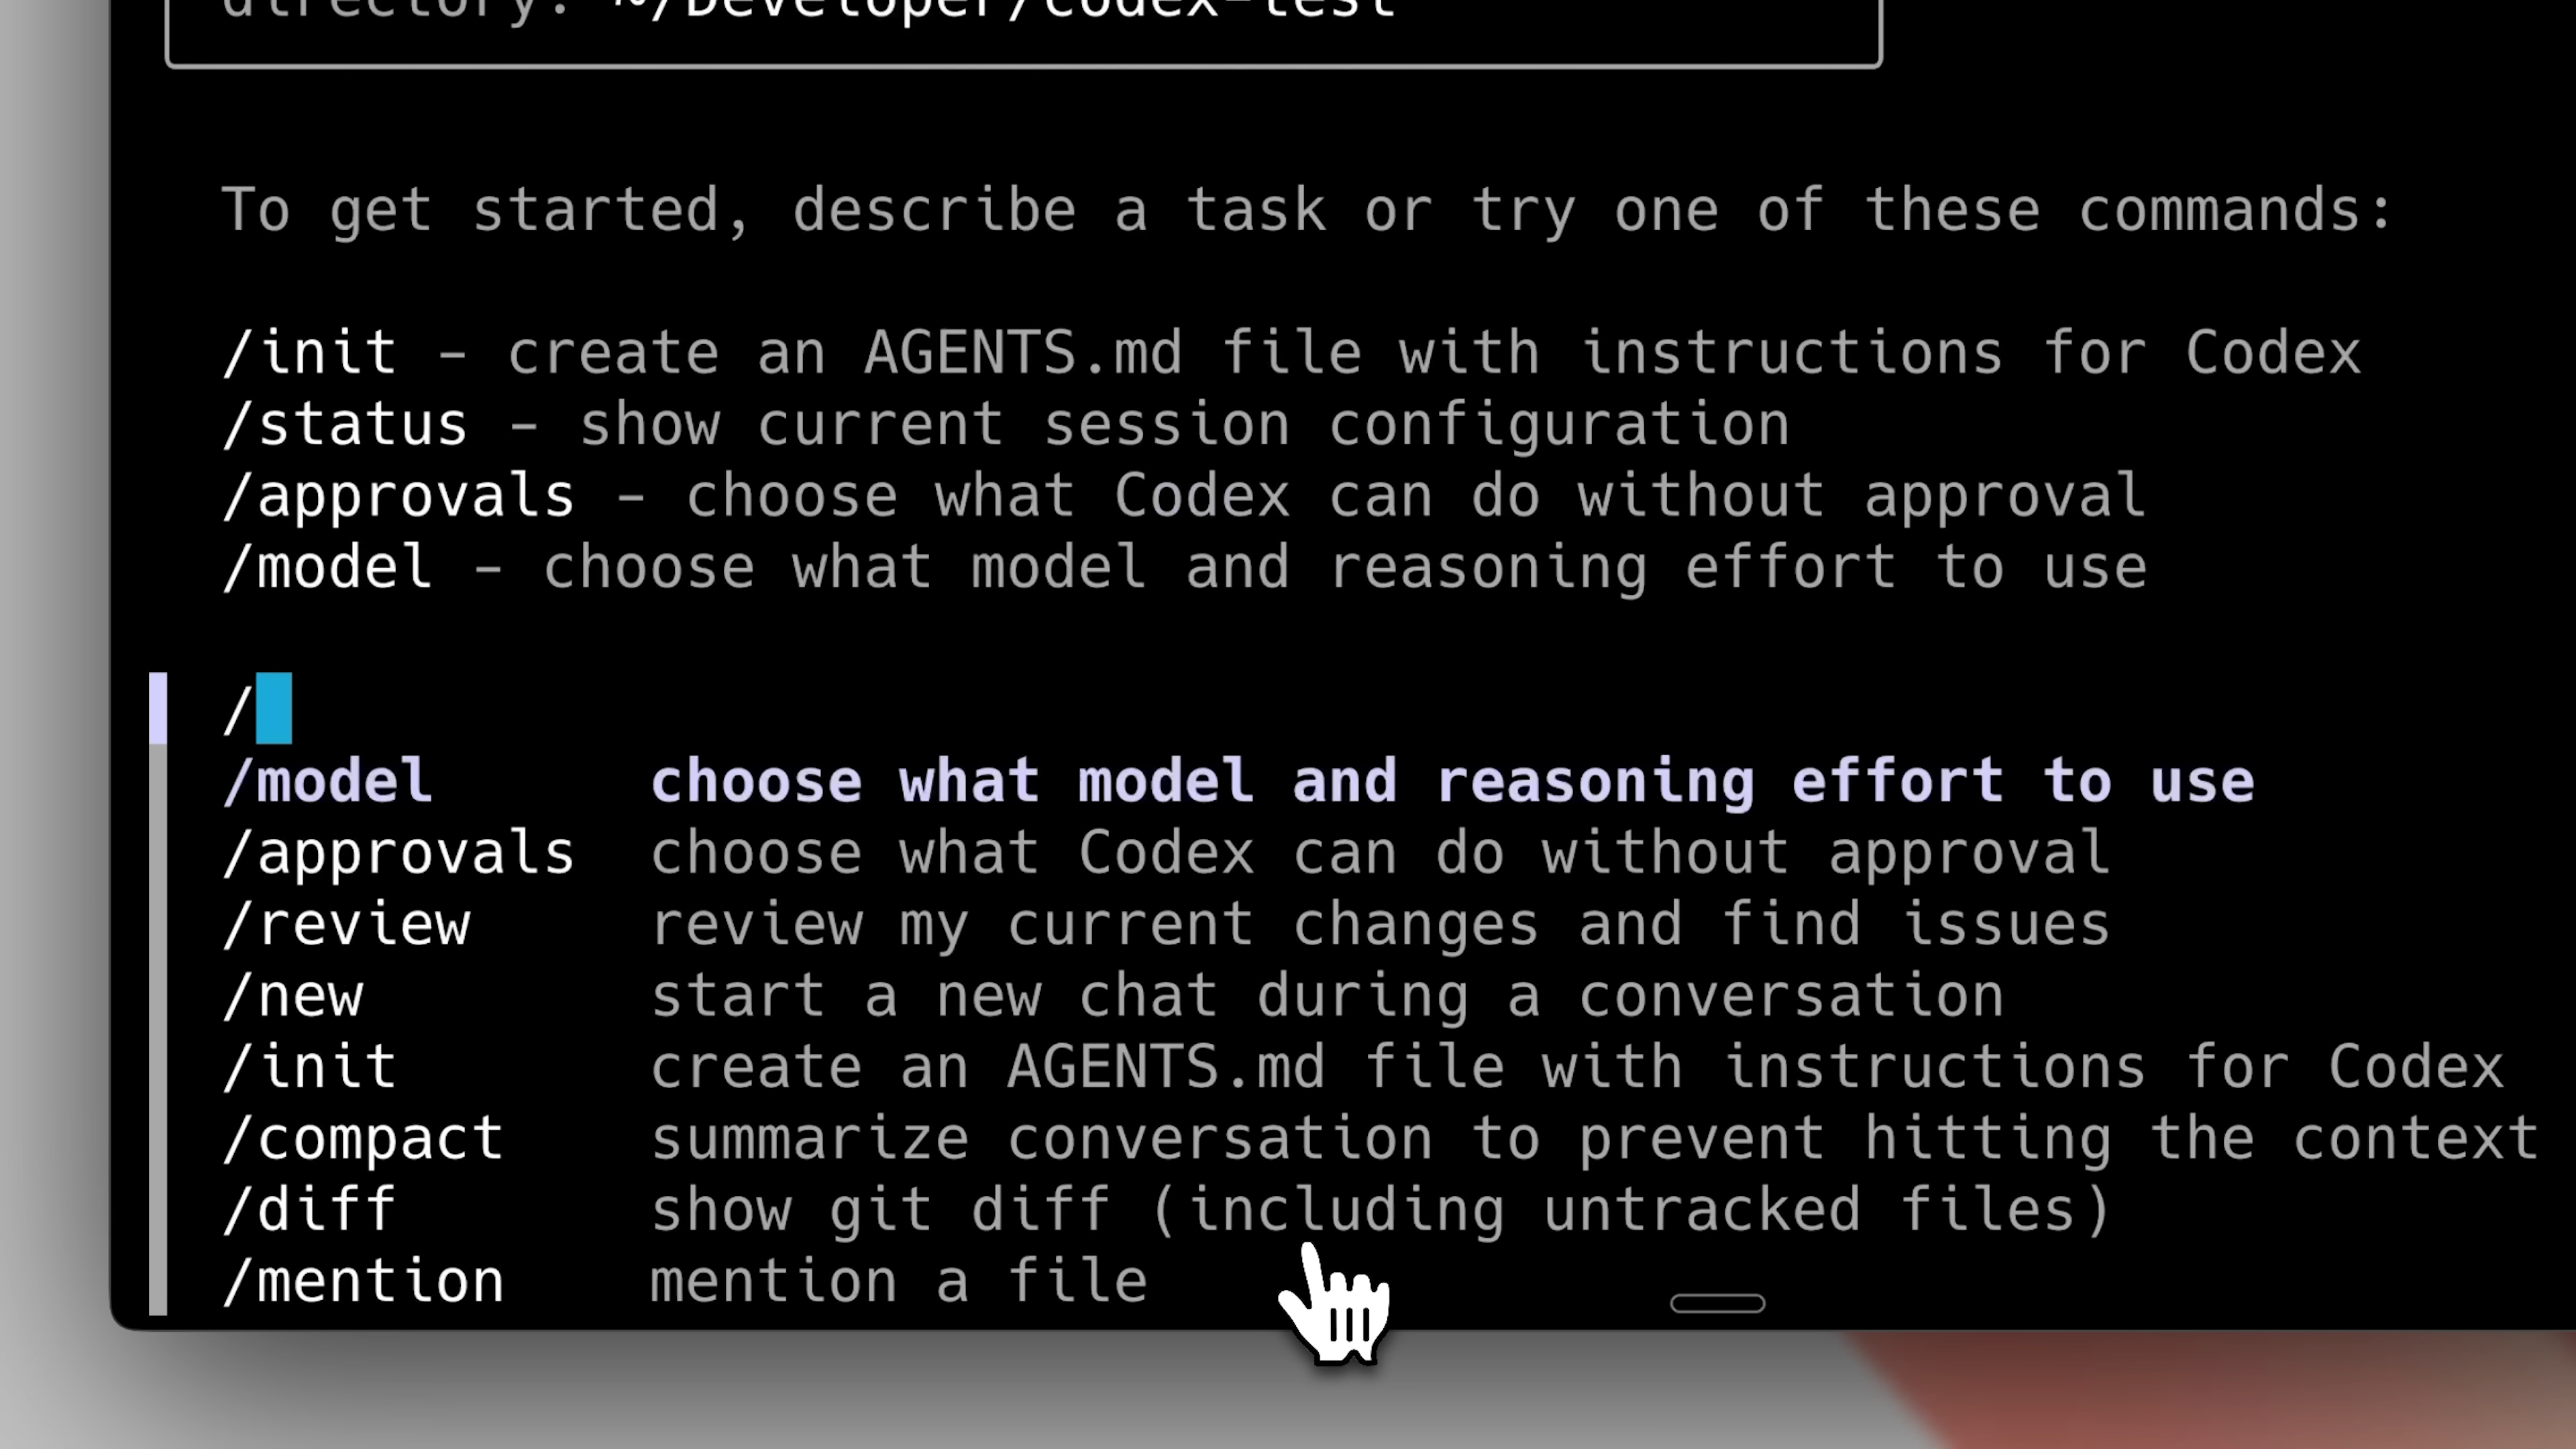 directory: ~/Developer/codex-test
To get started, describe a task or try one of these commands:
/init - create an AGENTS.md file with instructions for Codex
/status - show current session configuration
/approvals - choose what Codex can do without approval
/model - choose what model and reasoning effort to use
/
/model choose what model and reasoning effort to use
/approvals choose what Codex can do without approval
/review review my current changes and find issues
/new start a new chat during a conversation
/init create an AGENTS.md file with instructions for Codex
/compact summarize conversation to prevent hitting the context
/diff show git diff (including untracked files)
/mention mention a file